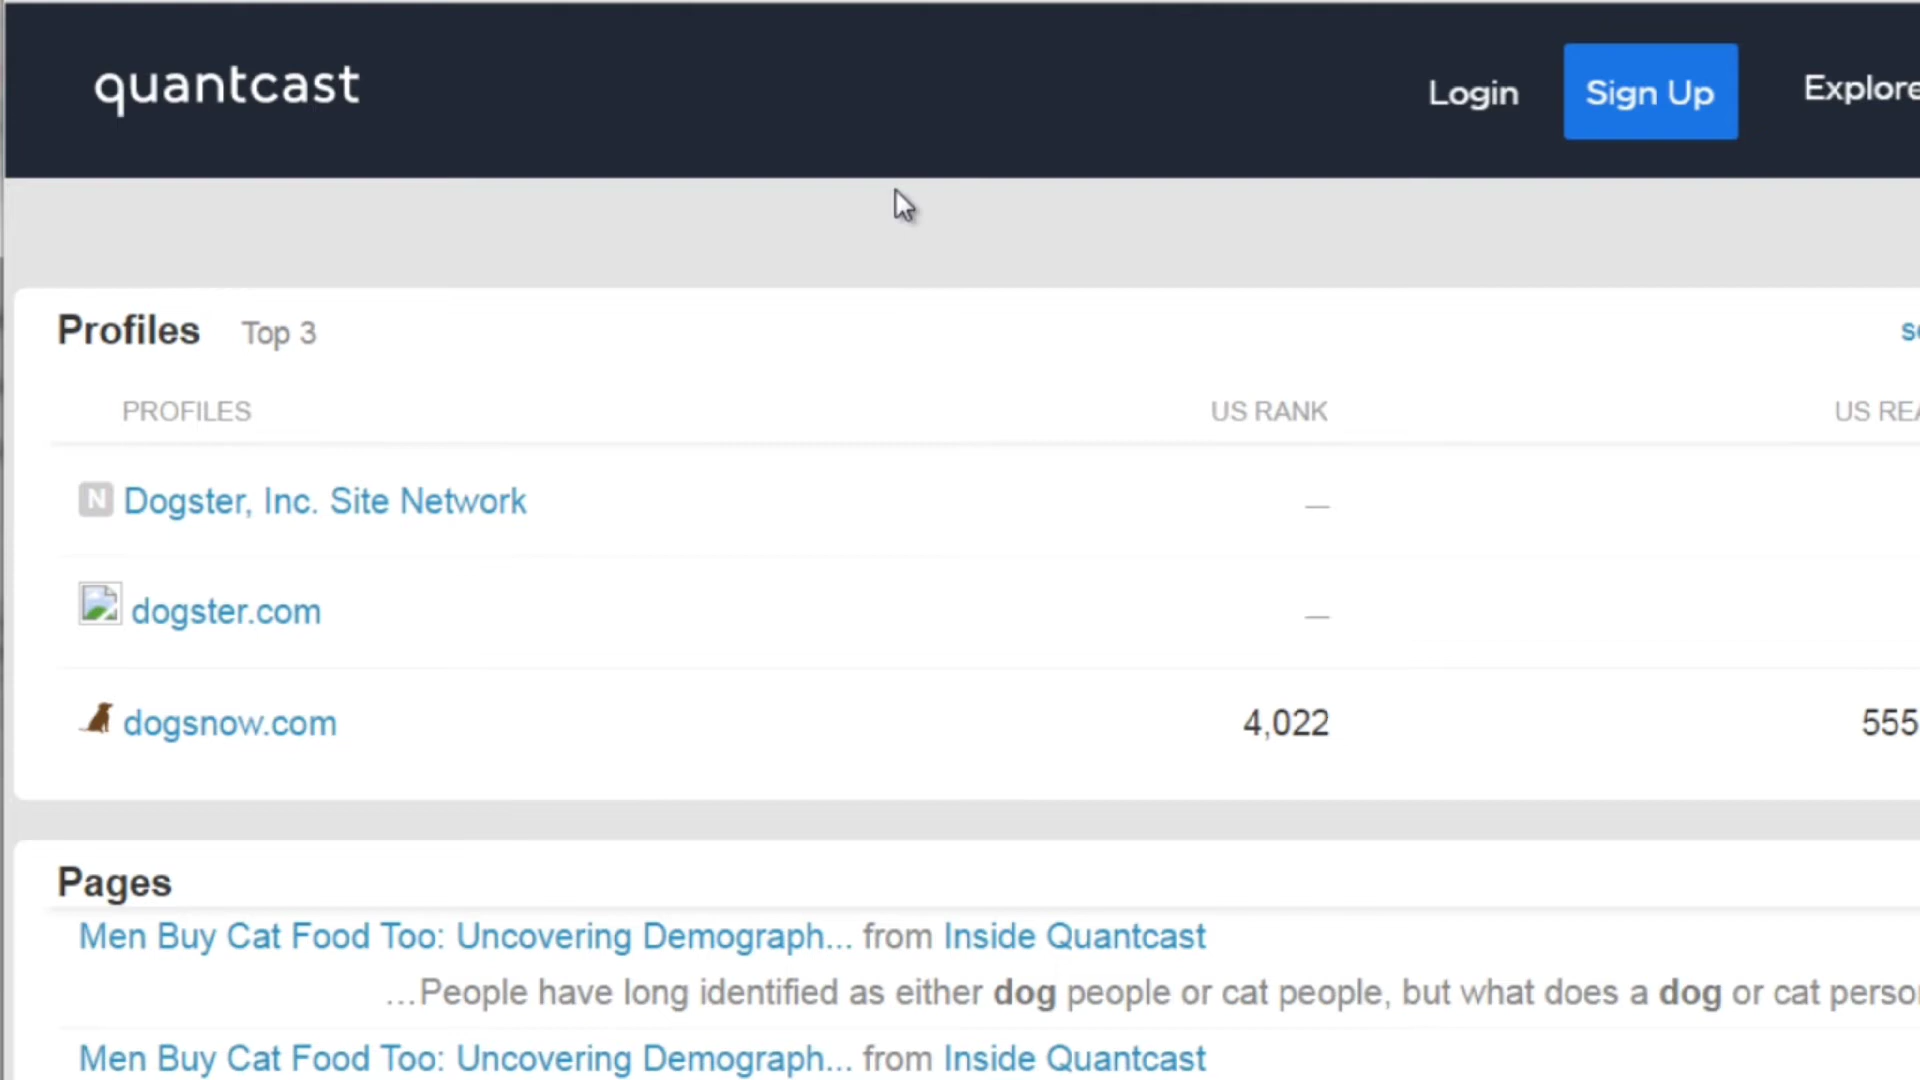 quantcast
Login Sign Up Explore
Profiles Top 3
PROFILES US RANK US REA
N Dogster, Inc. Site Network —
dogster.com —
dogsnow.com 4,022 555
Pages
Men Buy Cat Food Too: Uncovering Demograph... from Inside Quantcast
...People have long identified as either dog people or cat people, but what does a dog or cat perso
Men Buy Cat Food Too: Uncovering Demograph... from Inside Quantcast